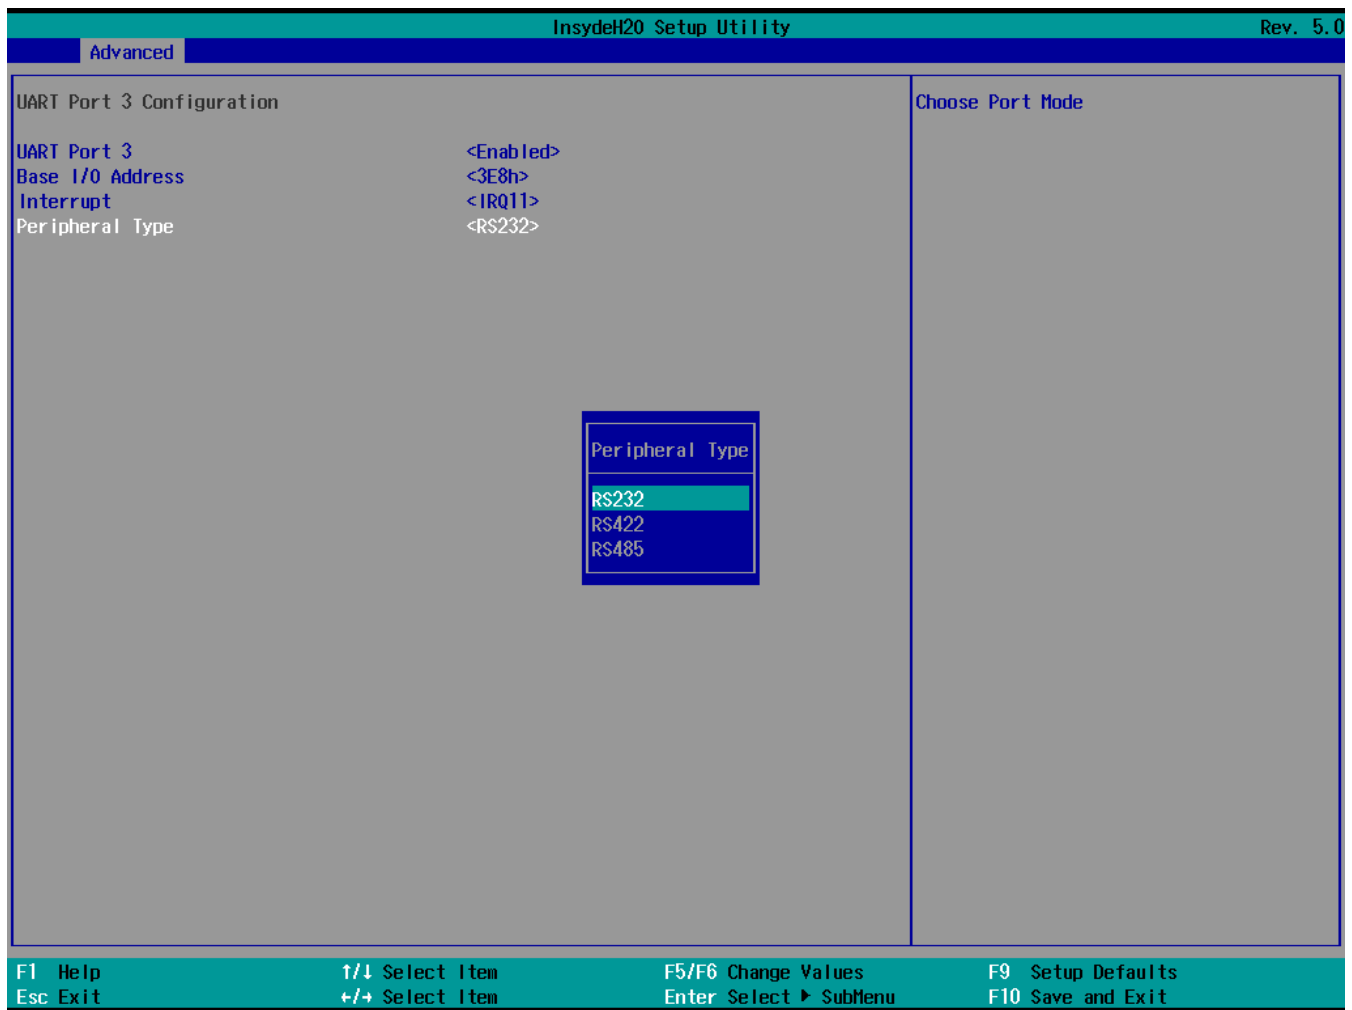 InsydeH20 Setup Utility Rev. 5.0
Advanced
UART Port 3 Configuration
Choose Port Mode
UART Port 3 <Enabled>
Base I/O Address <3E8h>
Interrupt <IRQ11>
Peripheral Type <RS232>
Peripheral Type
RS232
RS422
RS485
F1 Help ↑/↓ Select Item F5/F6 Change Values F9 Setup Defaults
Esc Exit ←/→ Select Item Enter Select ▶ SubMenu F10 Save and Exit